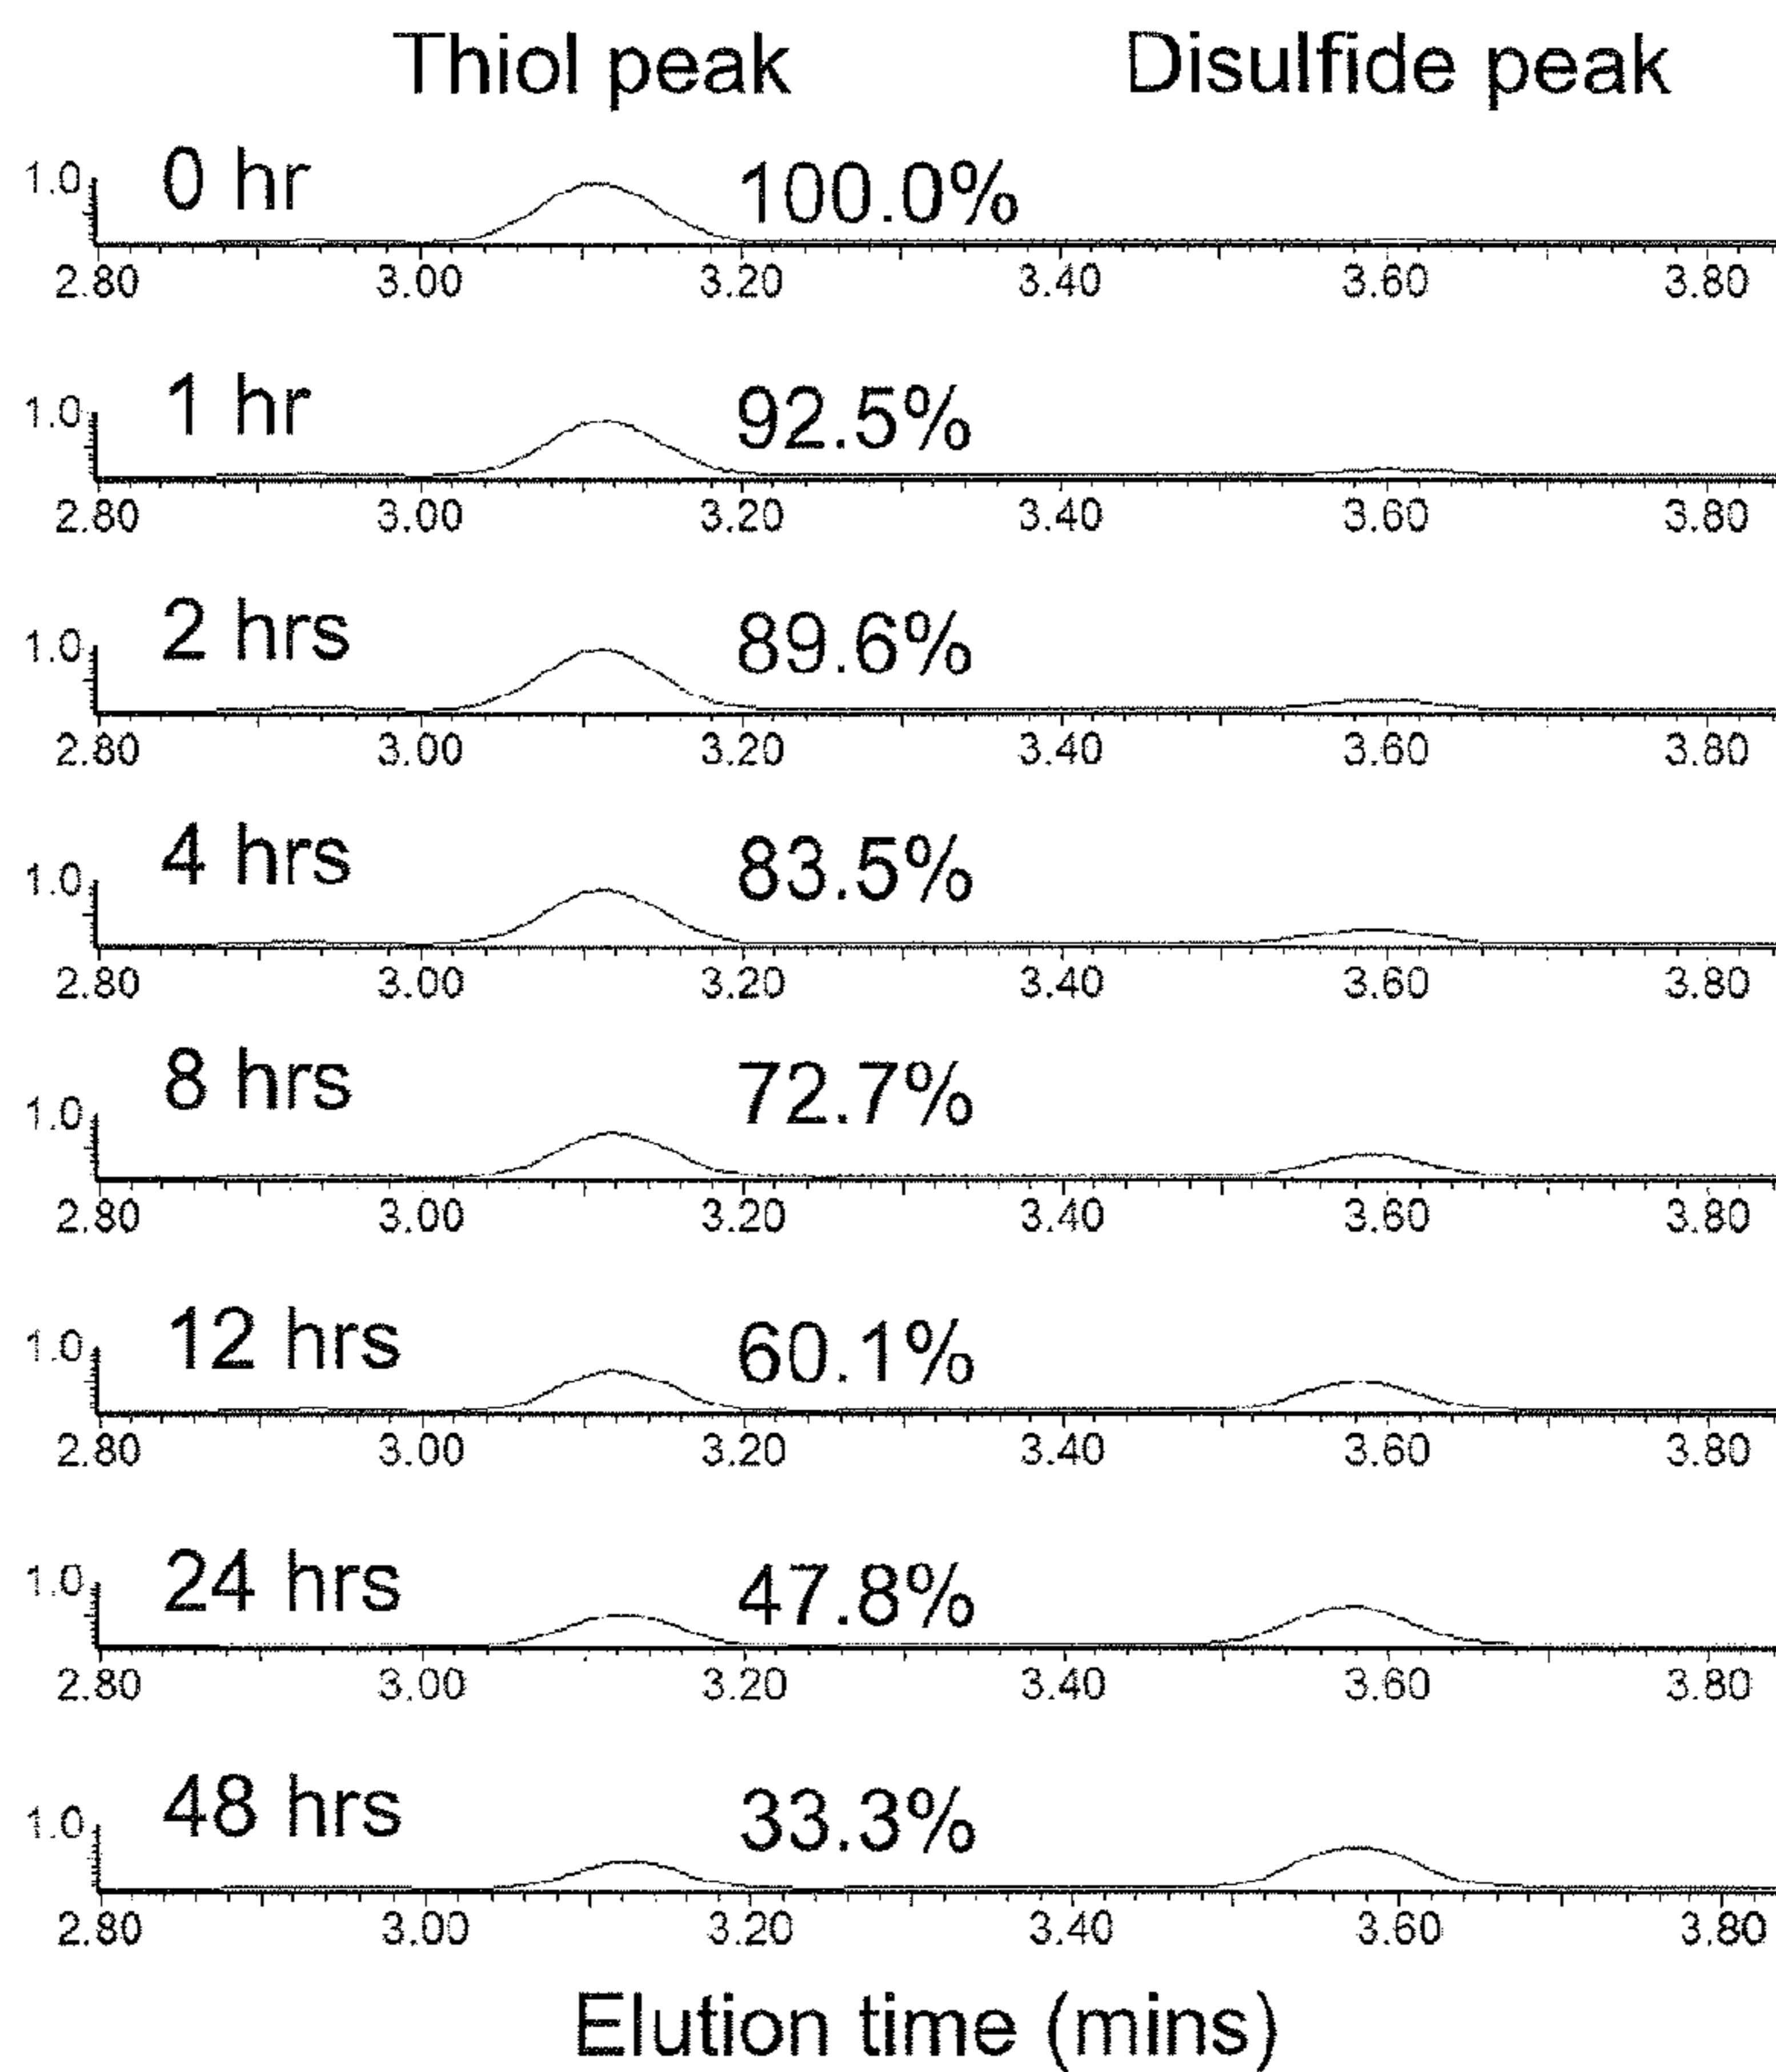 Thiol peak Disulfide peak
1.0 0 hr 100.0%
2.80 3.00 3.20 3.40 3.60 3.80
1.0 1 hr 92.5%
2.80 3.00 3.20 3.40 3.60 3.80
1.0 2 hrs 89.6%
2.80 3.00 3.20 3.40 3.60 3.80
1.0 4 hrs 83.5%
2.80 3.00 3.20 3.40 3.60 3.80
1.0 8 hrs 72.7%
2.80 3.00 3.20 3.40 3.60 3.80
1.0 12 hrs 60.1%
2.80 3.00 3.20 3.40 3.60 3.80
1.0 24 hrs 47.8%
2.80 3.00 3.20 3.40 3.60 3.80
1.0 48 hrs 33.3%
2.80 3.00 3.20 3.40 3.60 3.80
Elution time (mins)